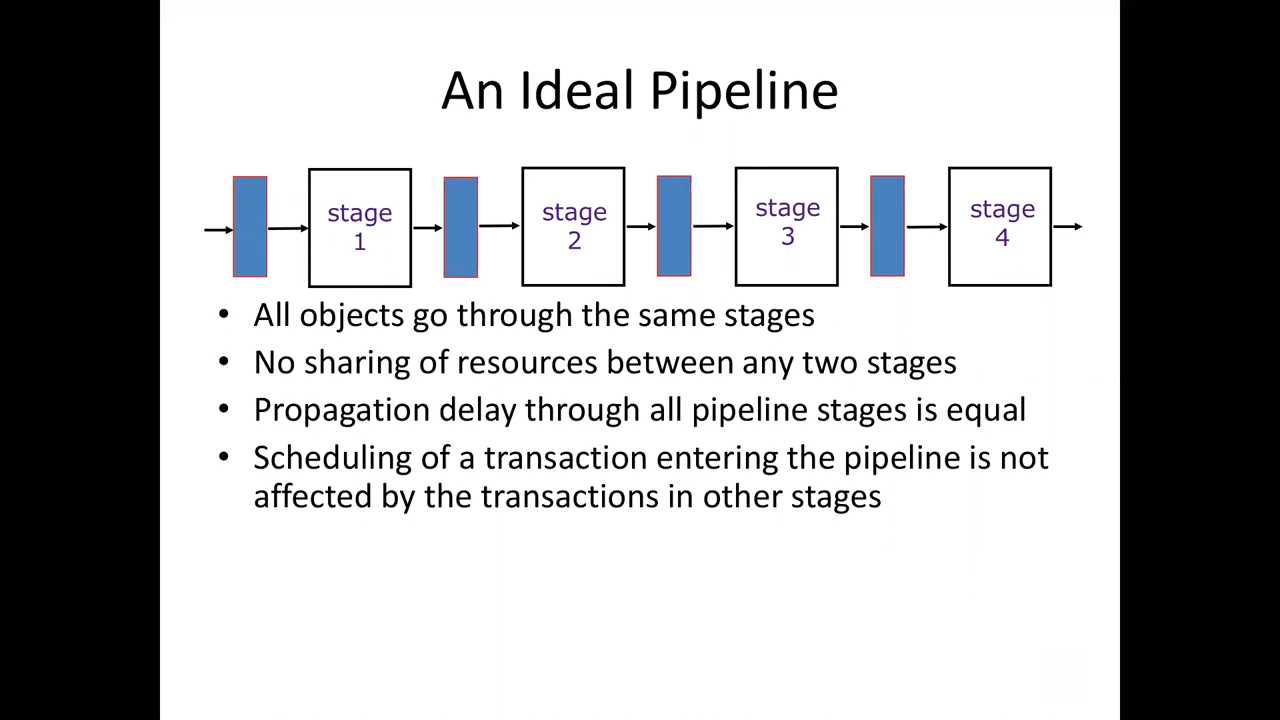 An Ideal Pipeline
stage
1
stage
2
stage
3
stage
4
• All objects go through the same stages
• No sharing of resources between any two stages
• Propagation delay through all pipeline stages is equal
• Scheduling of a transaction entering the pipeline is not
affected by the transactions in other stages